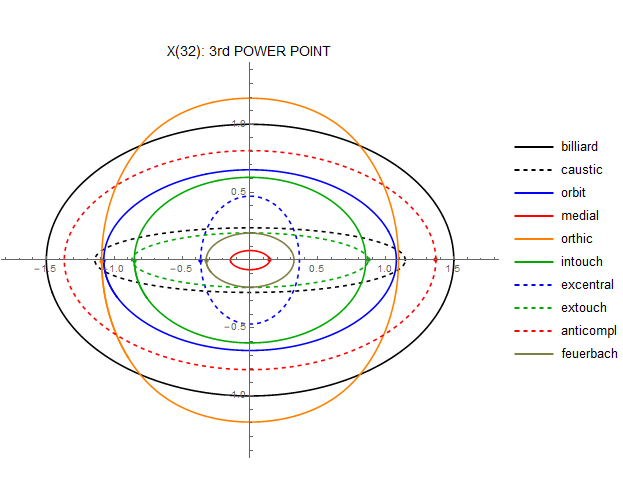 X(32): 3rd POWER POINT
1.0
0.5
-1.5
-1.0
-0.5
0.5
1.0
1.5
-0.5
-1.0
billiard
caustic
orbit
medial
orthic
intouch
excentral
extouch
anticompl
feuerbach